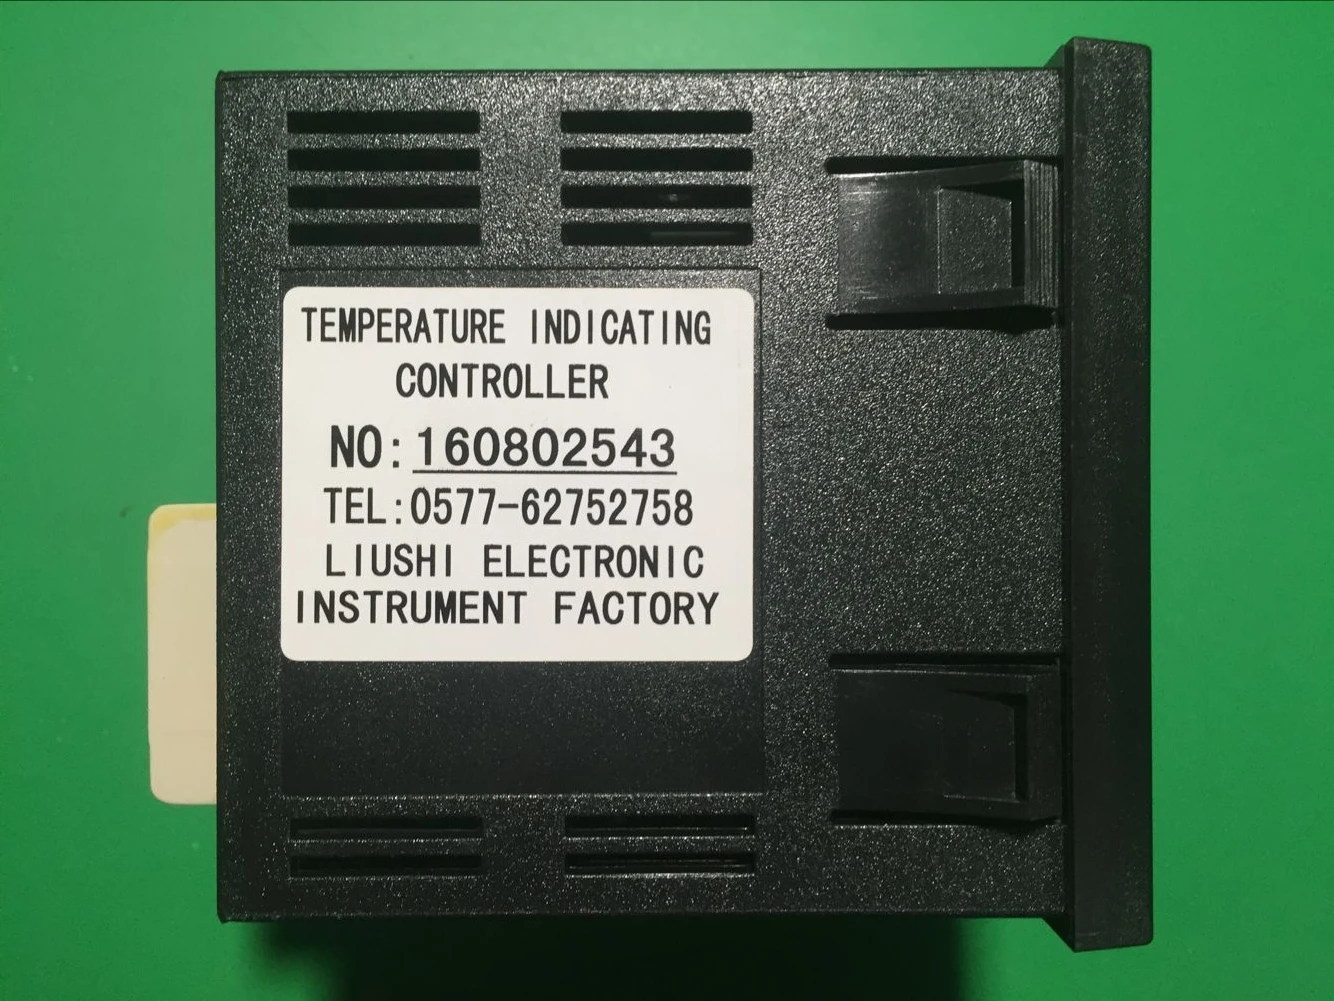 TEMPERATURE INDICATING
CONTROLLER
NO:160802543
TEL:0577-62752758
LIUSHI ELECTRONIC
INSTRUMENT FACTORY